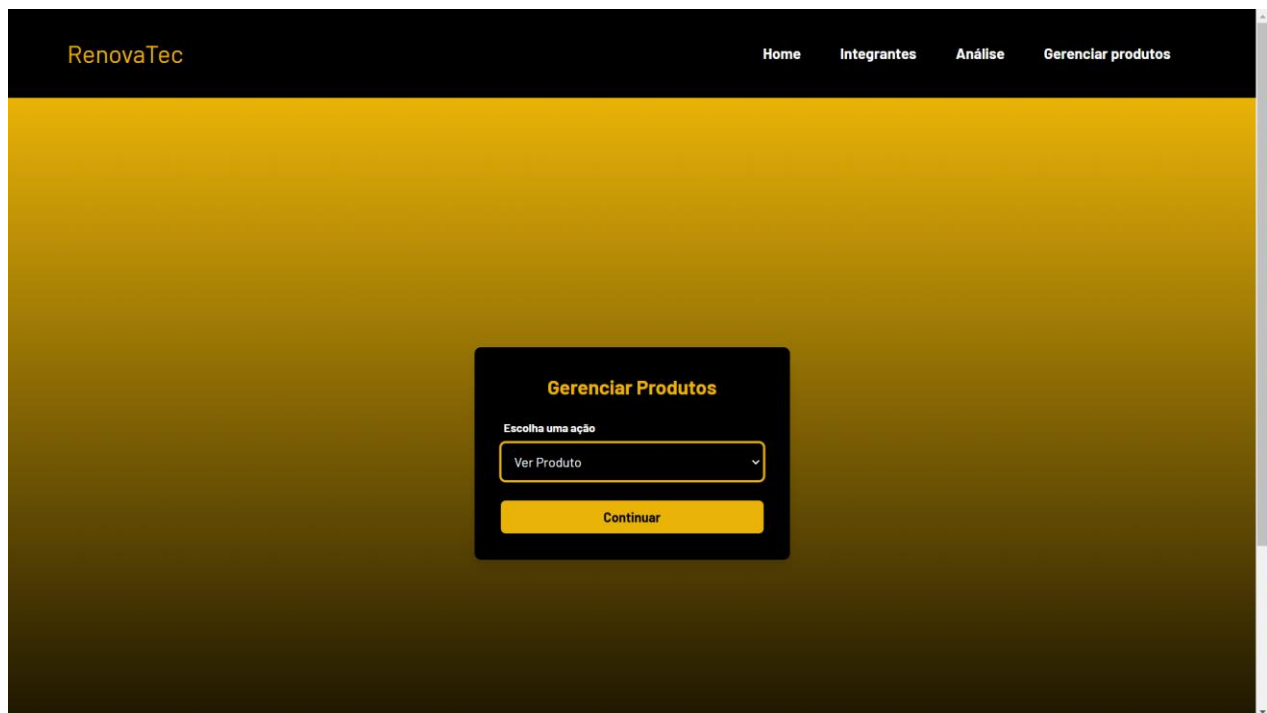 RenovaTec
Home Integrantes Análise Gerenciar produtos
Gerenciar Produtos
Escolha uma ação
Ver Produto
Continuar